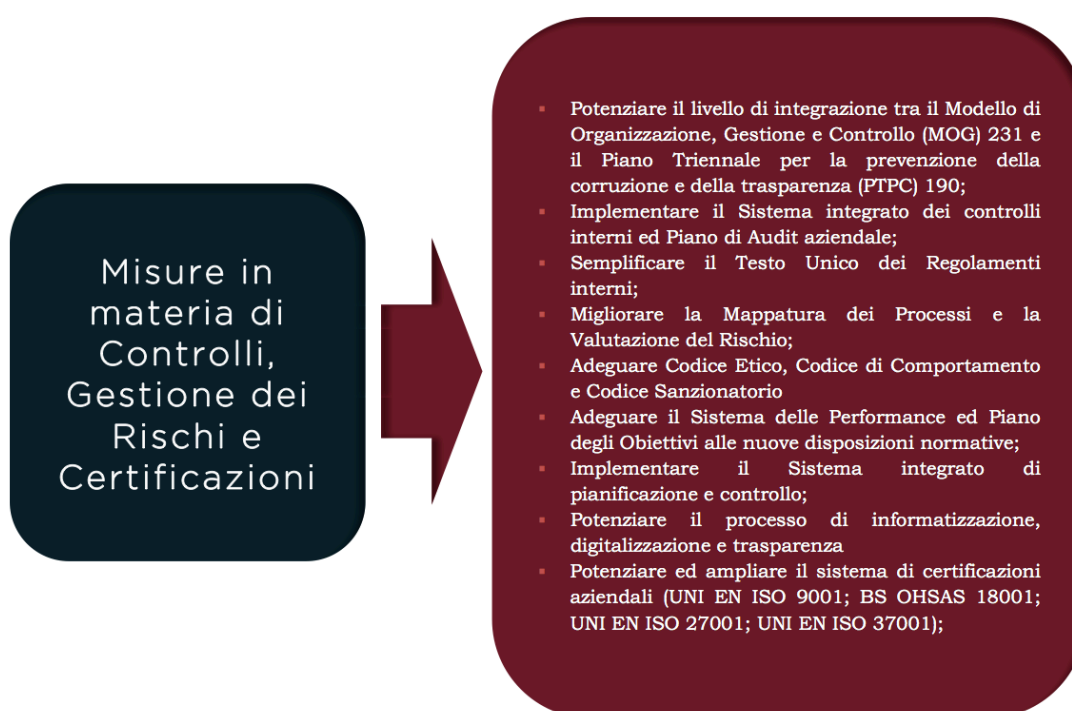 Misure in
materia di
Controlli,
Gestione dei
Rischi e
Certificazioni
▪ Potenziare il livello di integrazione tra il Modello di
Organizzazione, Gestione e Controllo (MOG) 231 e
il Piano Triennale per la prevenzione della
corruzione e della trasparenza (PTPC) 190;
▪ Implementare il Sistema integrato dei controlli
interni ed Piano di Audit aziendale;
▪ Semplificare il Testo Unico dei Regolamenti
interni;
▪ Migliorare la Mappatura dei Processi e la
Valutazione del Rischio;
▪ Adeguare Codice Etico, Codice di Comportamento
e Codice Sanzionatorio
▪ Adeguare il Sistema delle Performance ed Piano
degli Obiettivi alle nuove disposizioni normative;
▪ Implementare il Sistema integrato di
pianificazione e controllo;
▪ Potenziare il processo di informatizzazione,
digitalizzazione e trasparenza
▪ Potenziare ed ampliare il sistema di certificazioni
aziendali (UNI EN ISO 9001; BS OHSAS 18001;
UNI EN ISO 27001; UNI EN ISO 37001);